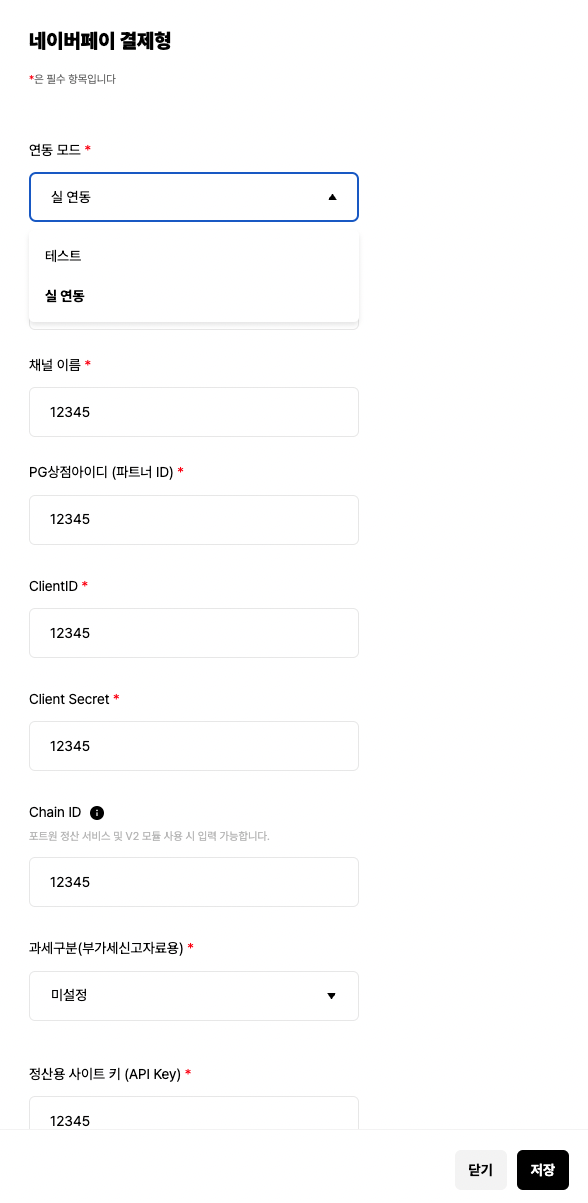 네이버페이 결제형
*은 필수 항목입니다
연동 모드 *
실 연동
테스트
실 연동
채널 이름 *
12345
PG상점아이디 (파트너 ID) *
12345
ClientID *
12345
Client Secret *
12345
Chain ID
포트원 정산 서비스 및 V2 모듈 사용 시 입력 가능합니다.
12345
과세구분(부가세신고자료용) *
미설정
정산용 사이트 키 (API Key) *
12345
닫기 저장